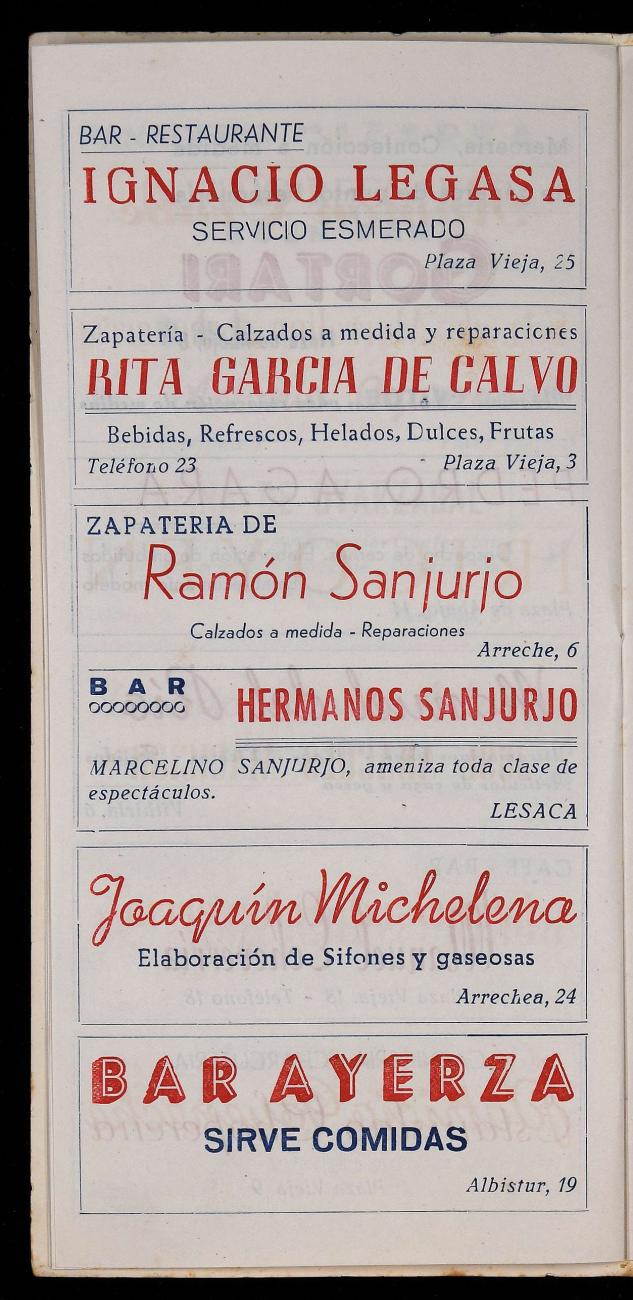 BAR - RESTAURANTE
IGNACIO LEGASA
SERVICIO ESMERADO
Plaza Vieja, 25
Zapatería - Calzados a medida y reparaciones
RITA GARCIA DE CALVO
Bebidas, Refrescos, Helados, Dulces, Frutas
Teléfono 23 Plaza Vieja, 3
ZAPATERIA DE
Ramón Sanjurjo
Calzados a medida - Reparaciones
Arreche, 6
BAR HERMANOS SANJURJO
MARCELINO SANJURJO, ameniza toda clase de
espectáculos.
LESACA
Joaquín Michelena
Elaboración de Sifones y gaseosas
Arrechea, 24
BAR AYERZA
SIRVE COMIDAS
Albistur, 19